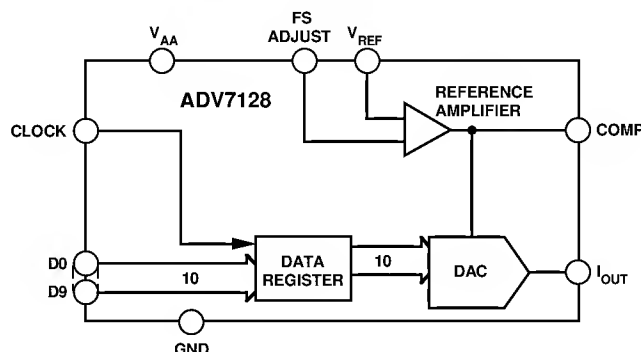 FS
ADJUST
V_AA
V_REF
ADV7128
REFERENCE
AMPLIFIER
CLOCK
COMP
D0
10
DATA
REGISTER
10
DAC
I_OUT
D9
GND